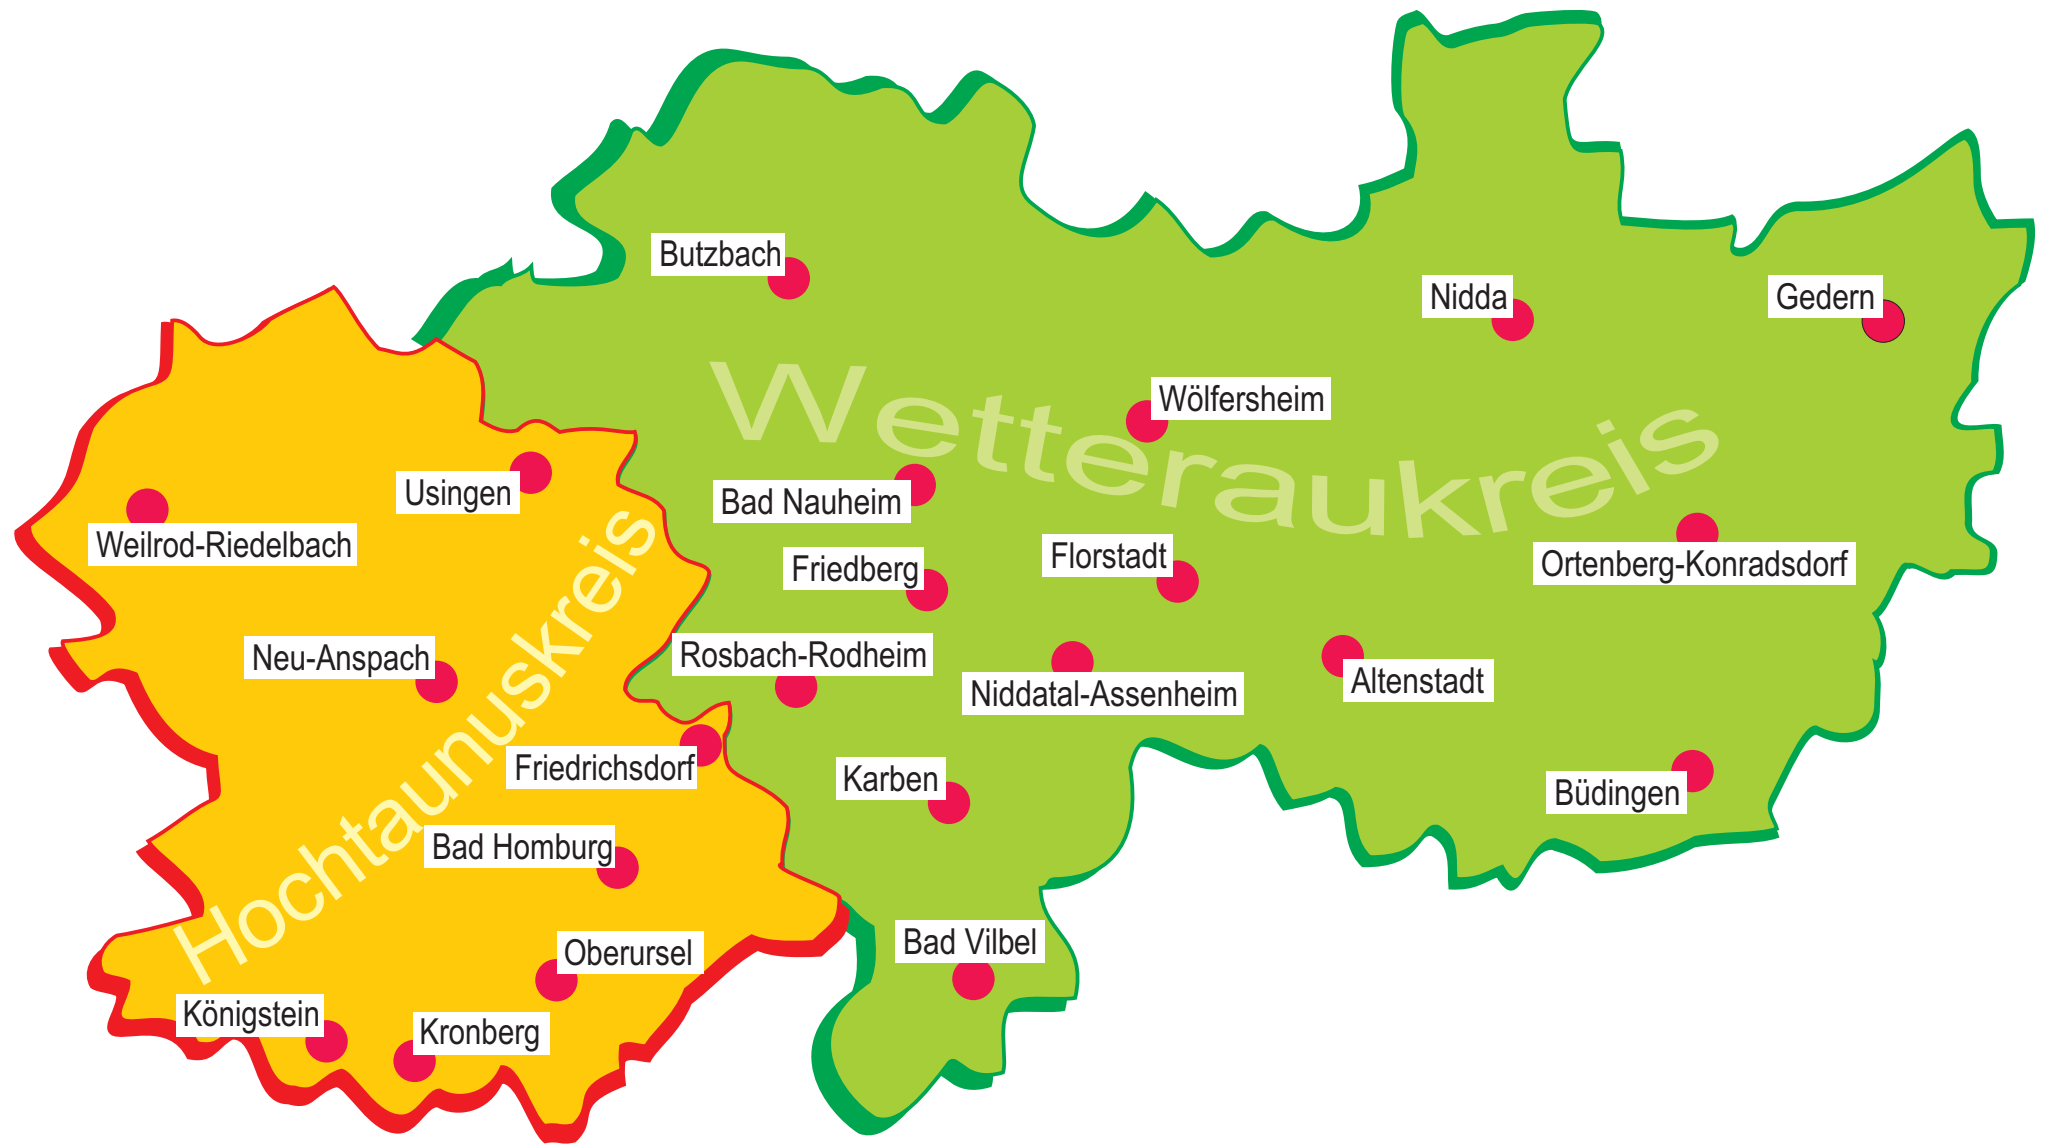 Butzbach
Nidda
Gedern
Wetteraukreis
Wölfersheim
Usingen
Bad Nauheim
Weilrod-Riedelbach
Hochtaunuskreis
Friedberg
Florstadt
Ortenberg-Konradsdorf
Neu-Anspach
Rosbach-Rodheim
Niddatal-Assenheim
Altenstadt
Friedrichsdorf
Karben
Büdingen
Bad Homburg
Oberursel
Bad Vilbel
Königstein
Kronberg